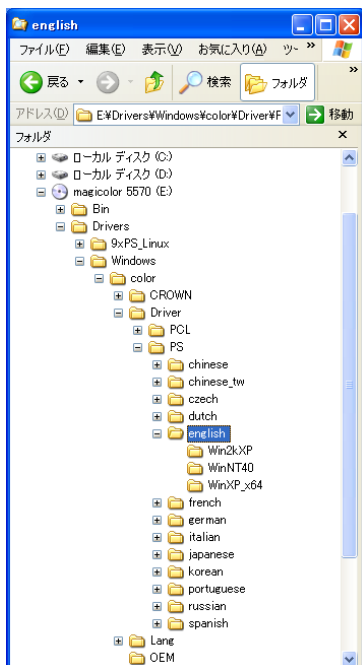 english
ファイル(F) 編集(E) 表示(V) お気に入り(A) ツｰ »
戻る 検索 フォルダ »
アドレス(D) E:¥Drivers¥Windows¥color¥Driver¥F 移動
フォルダ ×
ローカル ディスク (C:)
ローカル ディスク (D:)
magicolor 5570 (E:)
Bin
Drivers
9xPS_Linux
Windows
color
CROWN
Driver
PCL
PS
chinese
chinese_tw
czech
dutch
english
Win2kXP
WinNT40
WinXP_x64
french
german
italian
japanese
korean
portuguese
russian
spanish
Lang
OEM